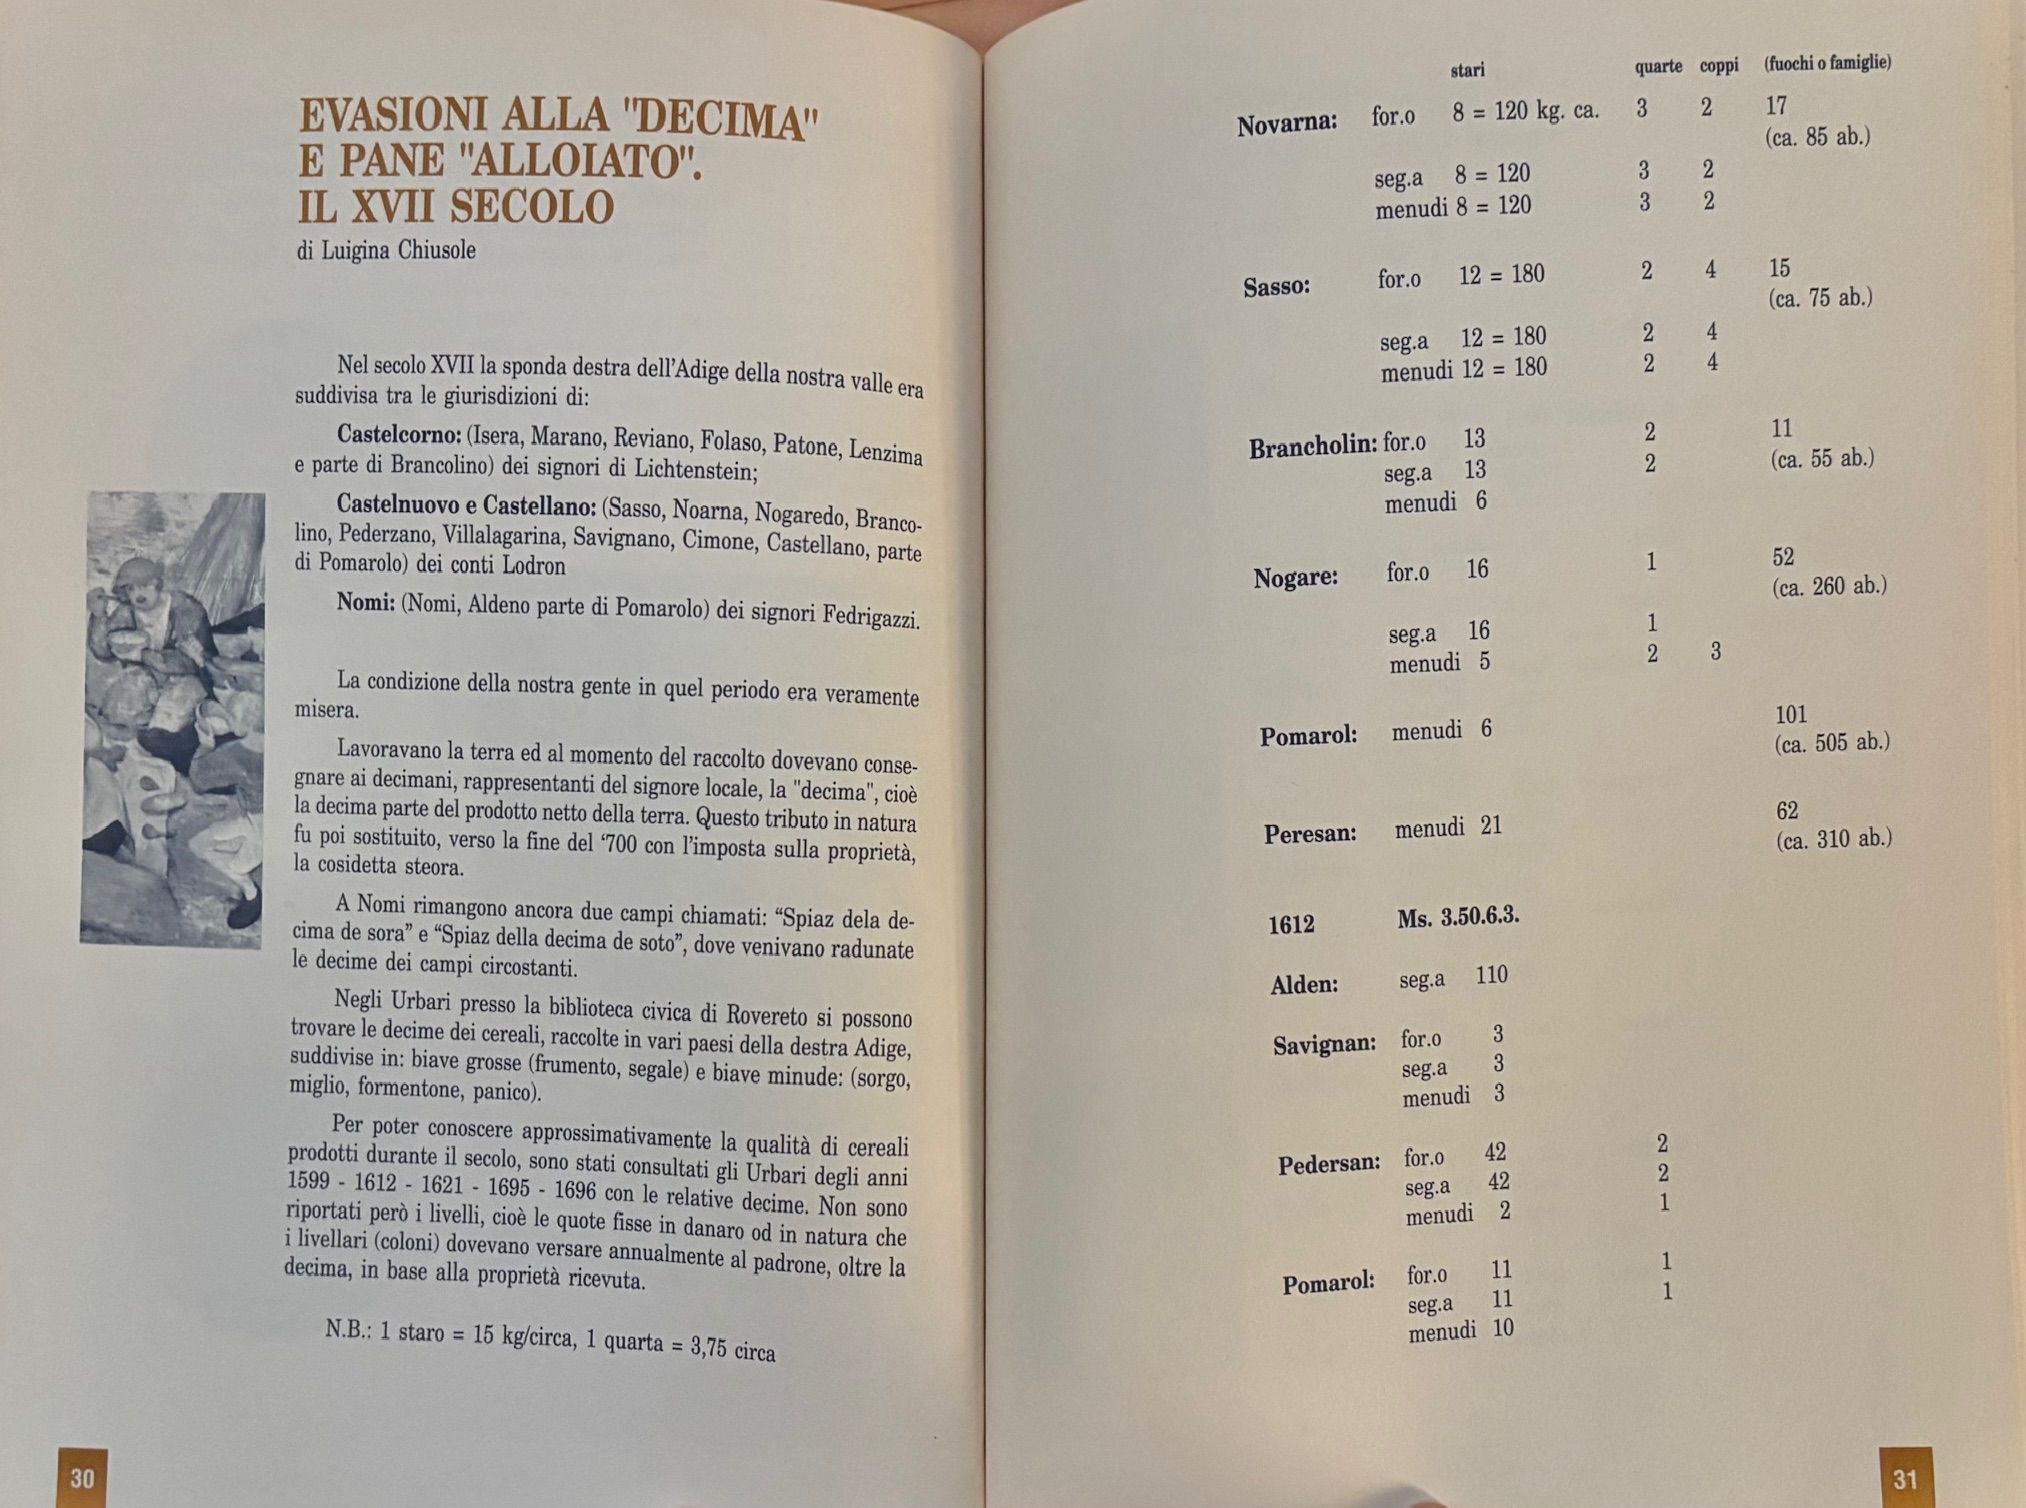 EVASIONI ALLA "DECIMA"
E PANE "ALLOIATO".
IL XVII SECOLO
di Luigina Chiusole
Nel secolo XVII la sponda destra dell'Adige della nostra valle era
suddivisa tra le giurisdizioni di:
Castelcorno: (Isera, Marano, Reviano, Folaso, Patone, Lenzima
e parte di Brancolino) dei signori di Lichtenstein;
Castelnuovo e Castellano: (Sasso, Noarna, Nogaredo, Branco-
lino, Pederzano, Villalagarina, Savignano, Cimone, Castellano, parte
di Pomarolo) dei conti Lodron
Nomi: (Nomi, Aldeno parte di Pomarolo) dei signori Fedrigazzi.
La condizione della nostra gente in quel periodo era veramente
misera.
Lavoravano la terra ed al momento del raccolto dovevano conse-
gnare ai decimani, rappresentanti del signore locale, la "decima", cioè
la decima parte del prodotto netto della terra. Questo tributo in natura
fu poi sostituito, verso la fine del '700 con l'imposta sulla proprietà,
la cosidetta steora.
A Nomi rimangono ancora due campi chiamati: “Spiaz dela de-
cima de sora” e “Spiaz della decima de soto”, dove venivano radunate
le decime dei campi circostanti.
Negli Urbari presso la biblioteca civica di Rovereto si possono
trovare le decime dei cereali, raccolte in vari paesi della destra Adige,
suddivise in: biave grosse (frumento, segale) e biave minude: (sorgo,
miglio, formentone, panico).
Per poter conoscere approssimativamente la qualità di cereali
prodotti durante il secolo, sono stati consultati gli Urbari degli anni
1599 - 1612 - 1621 - 1695 - 1696 con le relative decime. Non sono
riportati però i livelli, cioè le quote fisse in danaro od in natura che
i livellari (coloni) dovevano versare annualmente al padrone, oltre la
decima, in base alla proprietà ricevuta.
N.B.: 1 staro = 15 kg/circa, 1 quarta = 3,75 circa
30
stari quarte coppi (fuochi o famiglie)
Novarna: for.o 8 = 120 kg. ca. 3 2 17
(ca. 85 ab.)
seg.a 8 = 120 3 2
menudi 8 = 120 3 2
Sasso: for.o 12 = 180 2 4 15
(ca. 75 ab.)
seg.a 12 = 180 2 4
menudi 12 = 180 2 4
Brancholin: for.o 13 2 11
seg.a 13 2 (ca. 55 ab.)
menudi 6
Nogare: for.o 16 1 52
(ca. 260 ab.)
seg.a 16 1
menudi 5 2 3
Pomarol: menudi 6 101
(ca. 505 ab.)
Peresan: menudi 21 62
(ca. 310 ab.)
1612 Ms. 3.50.6.3.
Alden: seg.a 110
Savignan: for.o 3
seg.a 3
menudi 3
Pedersan: for.o 42 2
seg.a 42 2
menudi 2 1
Pomarol: for.o 11 1
seg.a 11 1
menudi 10
31